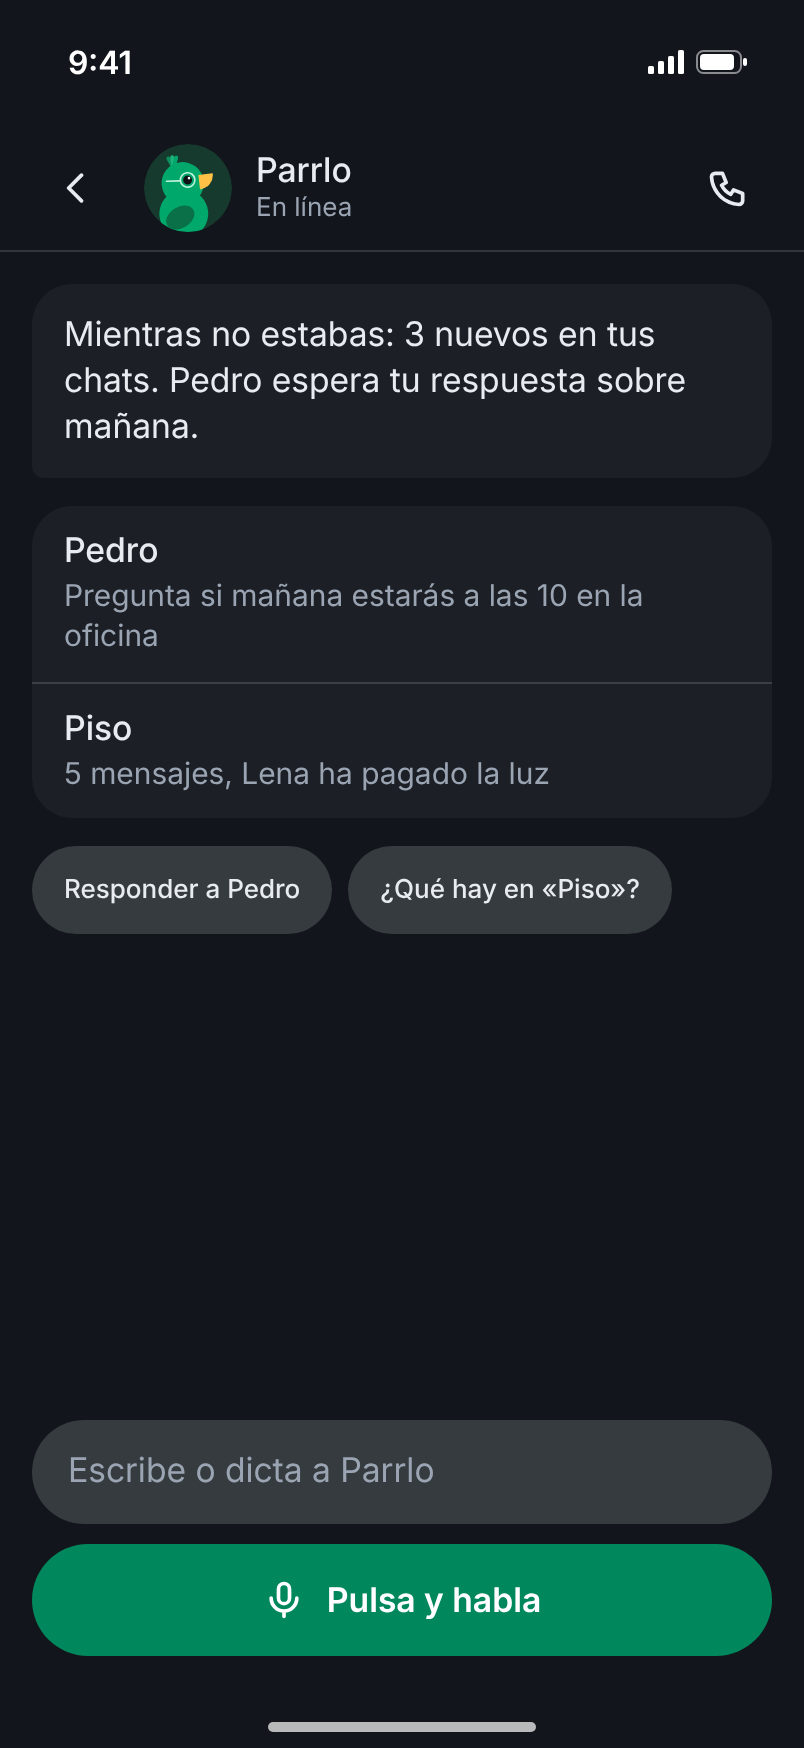 9:41
Parrlo
En línea
Mientras no estabas: 3 nuevos en tus
chats. Pedro espera tu respuesta sobre
mañana.
Pedro
Pregunta si mañana estarás a las 10 en la
oficina
Piso
5 mensajes, Lena ha pagado la luz
Responder a Pedro
¿Qué hay en «Piso»?
Escribe o dicta a Parrlo
Pulsa y habla